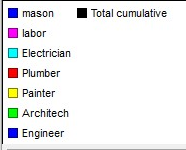 mason Total cumulative
labor
Electrician
Plumber
Painter
Architech
Engineer